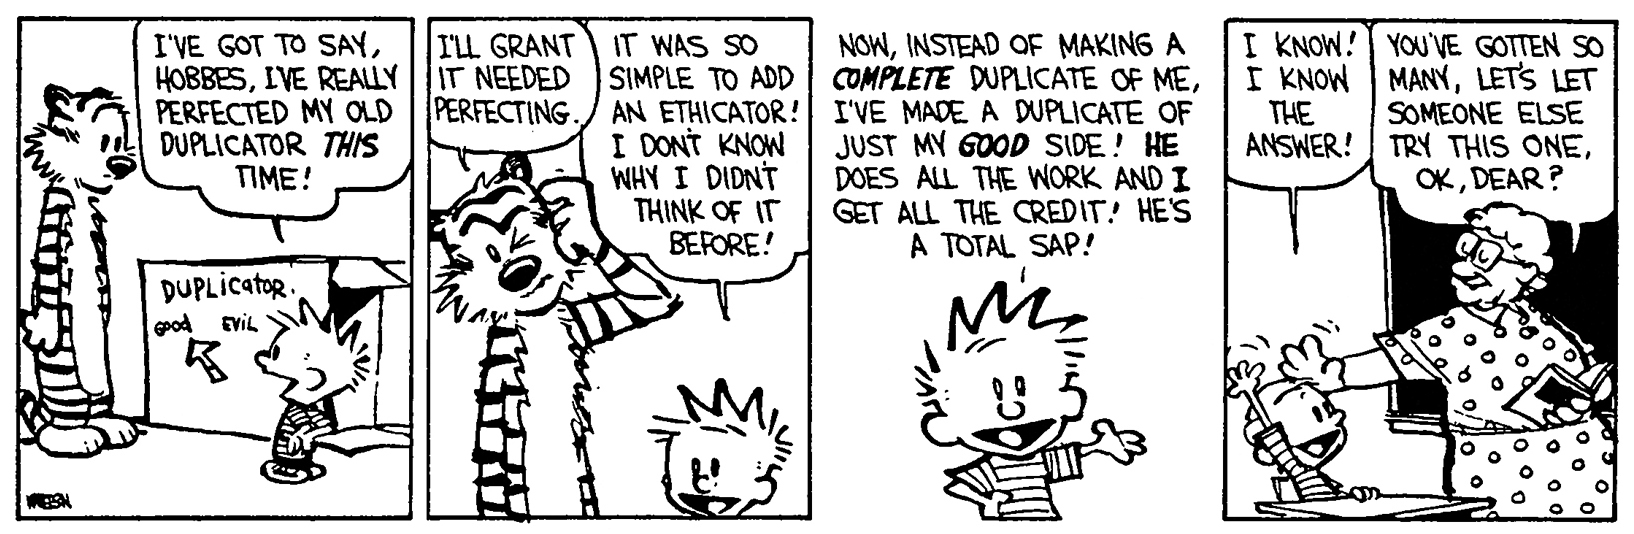 I'VE GOT TO SAY,
HOBBES, I'VE REALLY
PERFECTED MY OLD
DUPLICATOR THIS
TIME!
DUPLICATOR.
GOOD EVIL
I'LL GRANT
IT NEEDED
PERFECTING.
IT WAS SO
SIMPLE TO ADD
AN ETHICATOR!
I DON'T KNOW
WHY I DIDN'T
THINK OF IT
BEFORE!
NOW, INSTEAD OF MAKING A
COMPLETE DUPLICATE OF ME,
I'VE MADE A DUPLICATE OF
JUST MY GOOD SIDE! HE
DOES ALL THE WORK AND I
GET ALL THE CREDIT! HE'S
A TOTAL SAP!
I KNOW!
I KNOW
THE
ANSWER!
YOU'VE GOTTEN SO
MANY, LET'S LET
SOMEONE ELSE
TRY THIS ONE,
OK, DEAR?